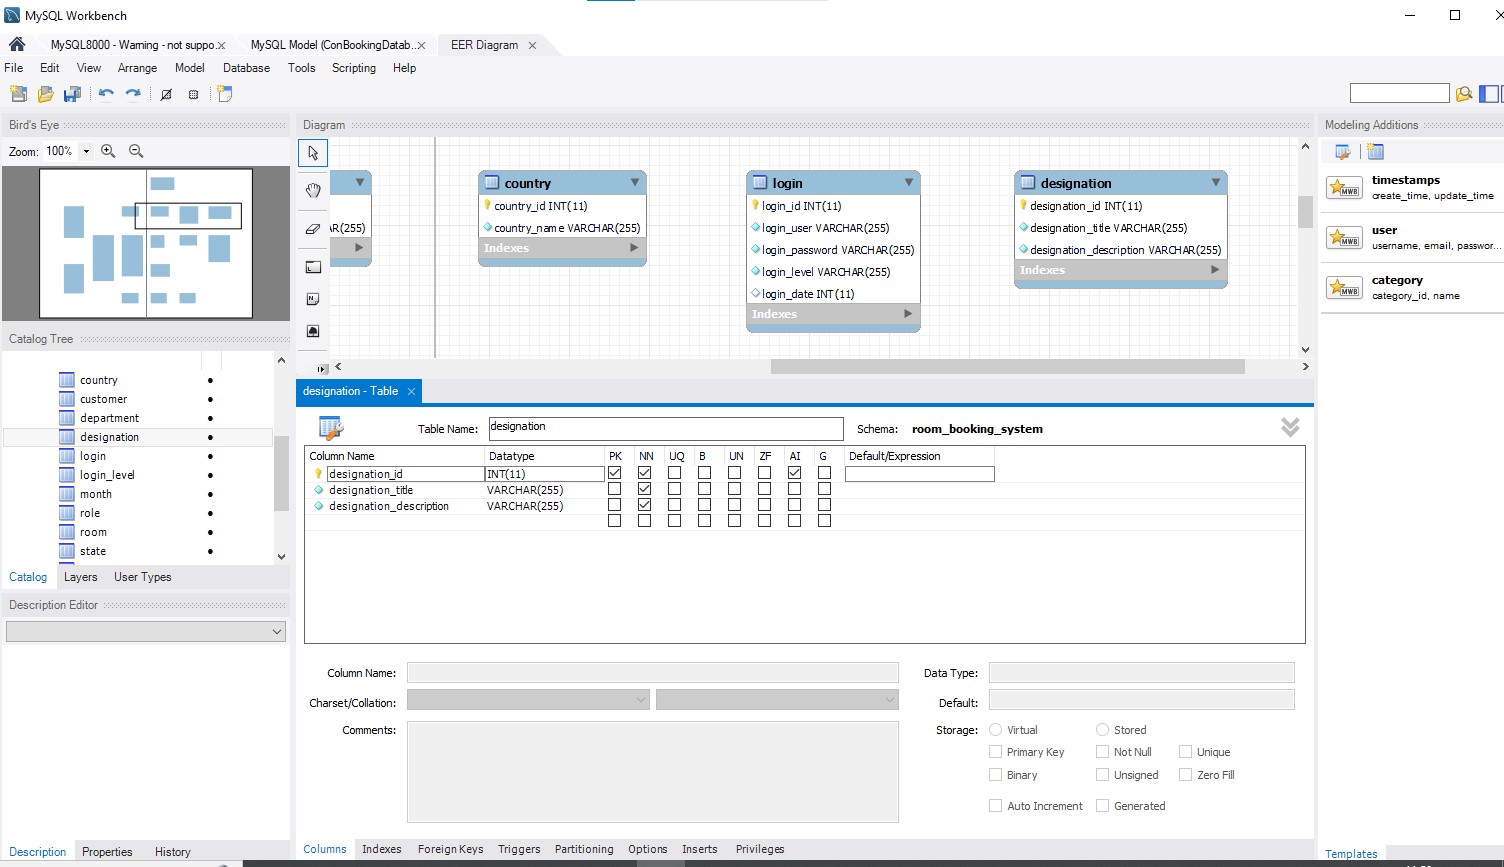 MySQL Workbench
MySQL8000 - Warning - not suppo..x
MySQL Model (ConBookingDatab..x
EER Diagram
File Edit View Arrange Model Database Tools Scripting Help
Bird's Eye
Zoom: 100%
Catalog Tree
country
customer
department
designation
login
login_level
month
role
room
state
Catalog Layers User Types
Description Editor
Description Properties History
Diagram
AR(255)
country
country_id INT(11)
country_name VARCHAR(255)
Indexes
login
login_id INT(11)
login_user VARCHAR(255)
login_password VARCHAR(255)
login_level VARCHAR(255)
login_date INT(11)
Indexes
designation
designation_id INT(11)
designation_title VARCHAR(255)
designation_description VARCHAR(255)
Indexes
Modeling Additions
timestamps
create_time, update_time
user
username, email, passwor...
category
category_id, name
Templates
designation - Table
Table Name: designation Schema: room_booking_system
Column Name Datatype PK NN UQ B UN ZF AI G Default/Expression
designation_id INT(11)
designation_title VARCHAR(255)
designation_description VARCHAR(255)
Column Name: Data Type:
Charset/Collation: Default:
Comments: Storage: Virtual Stored
Primary Key Not Null Unique
Binary Unsigned Zero Fill
Auto Increment Generated
Columns Indexes Foreign Keys Triggers Partitioning Options Inserts Privileges